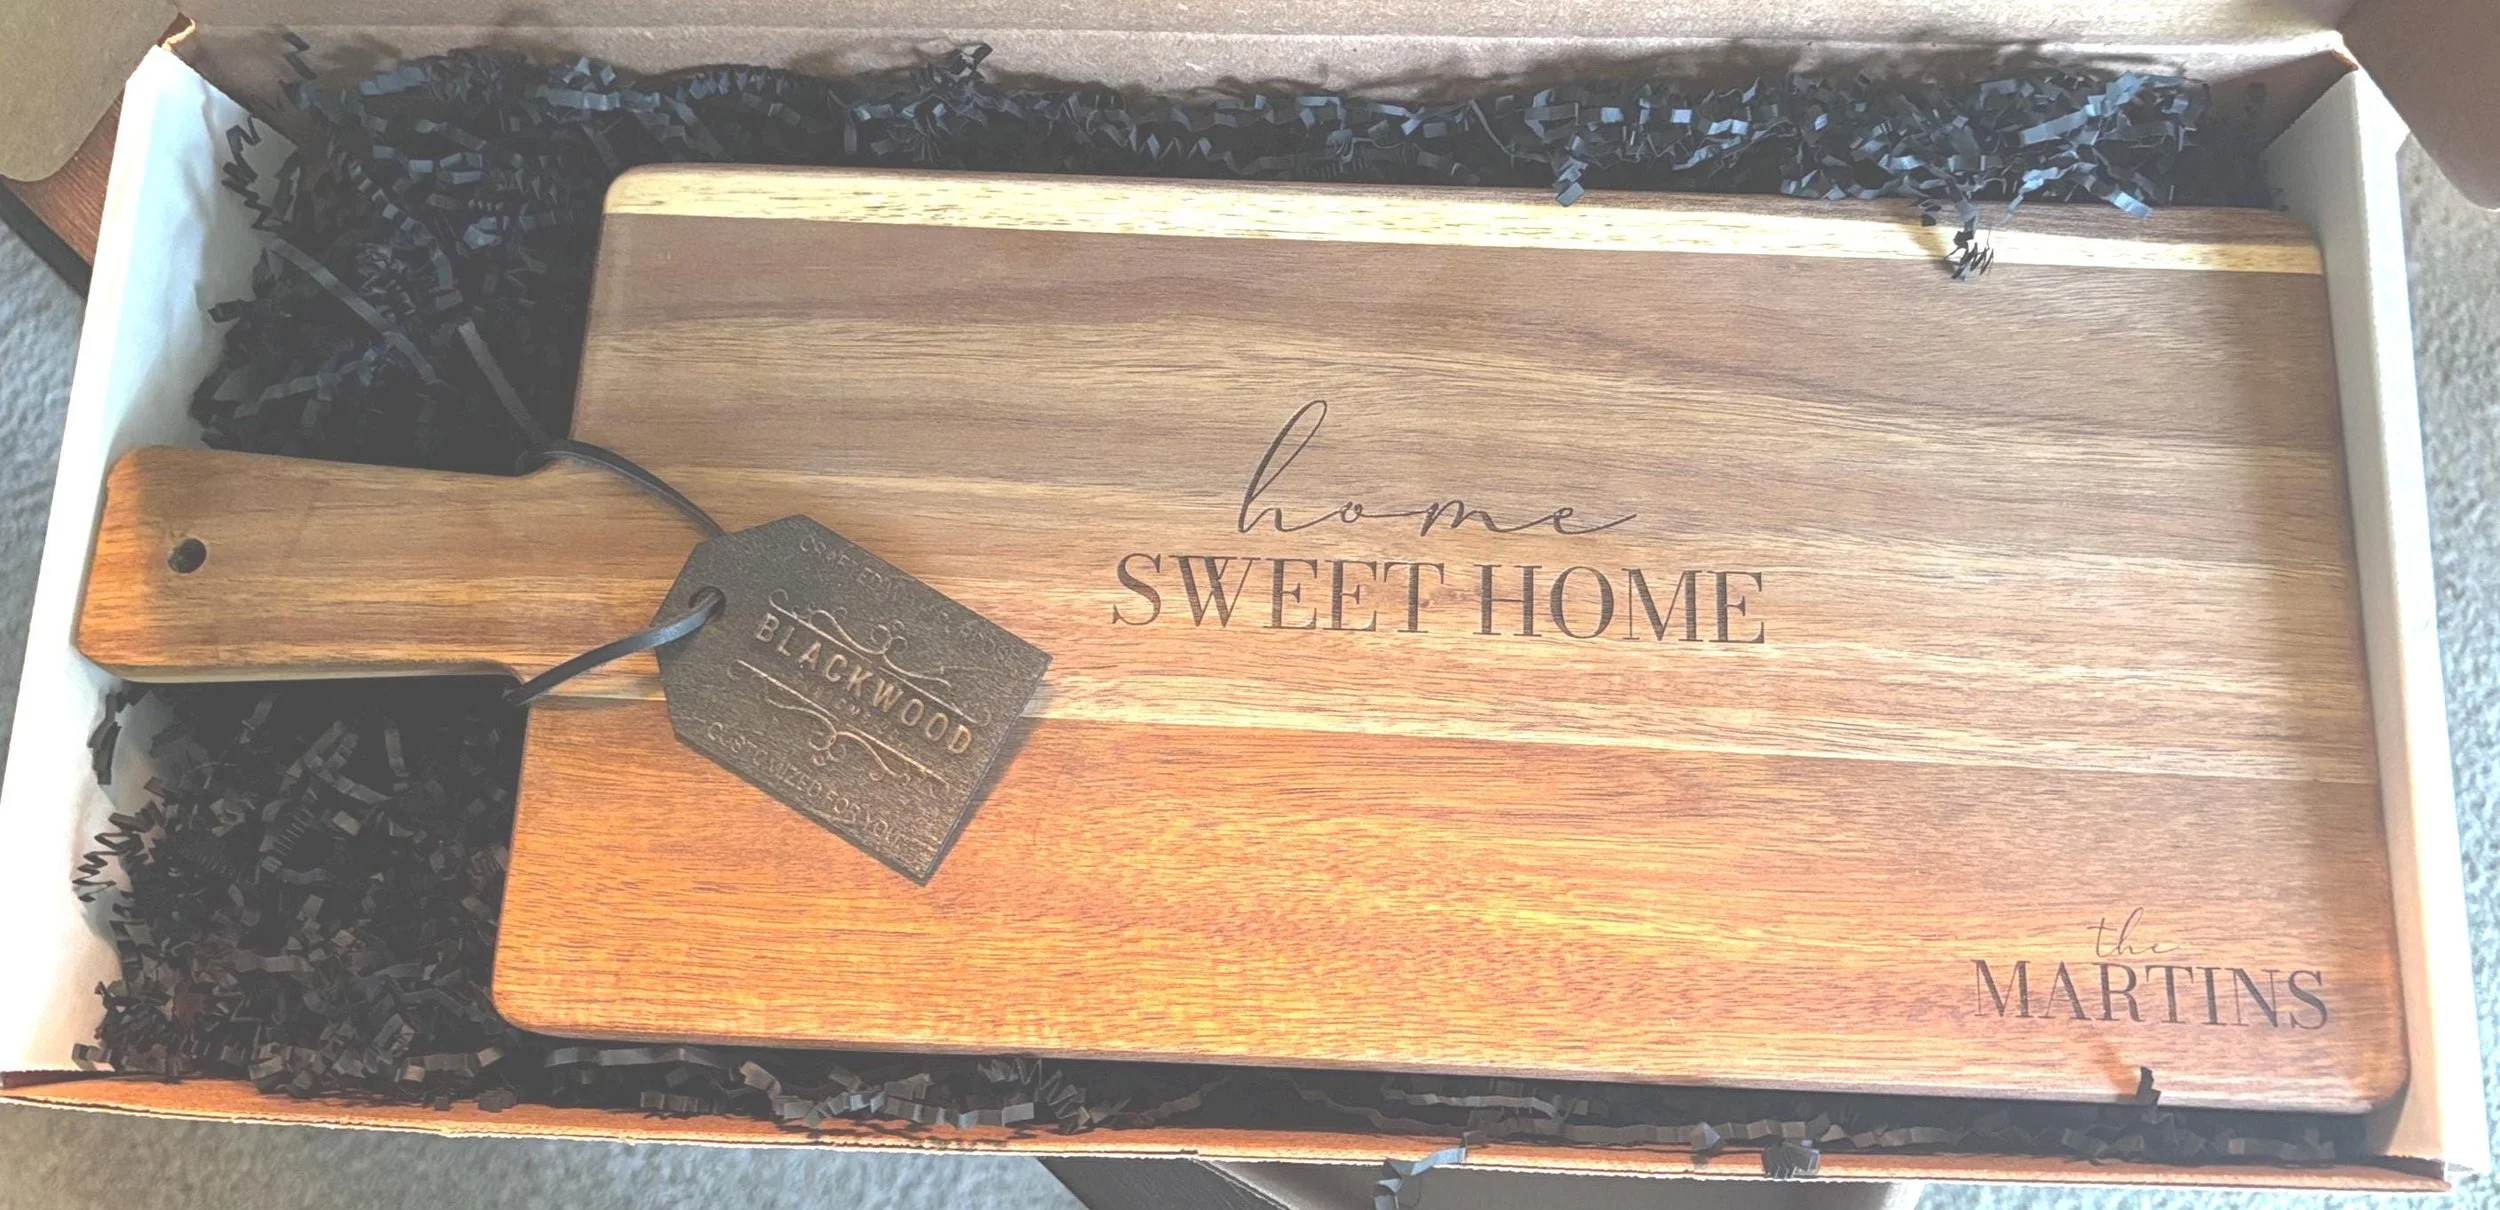 home
SWEET HOME
BLACKWOOD
CUSTOMIZED FOR YOU
the
MARTINS